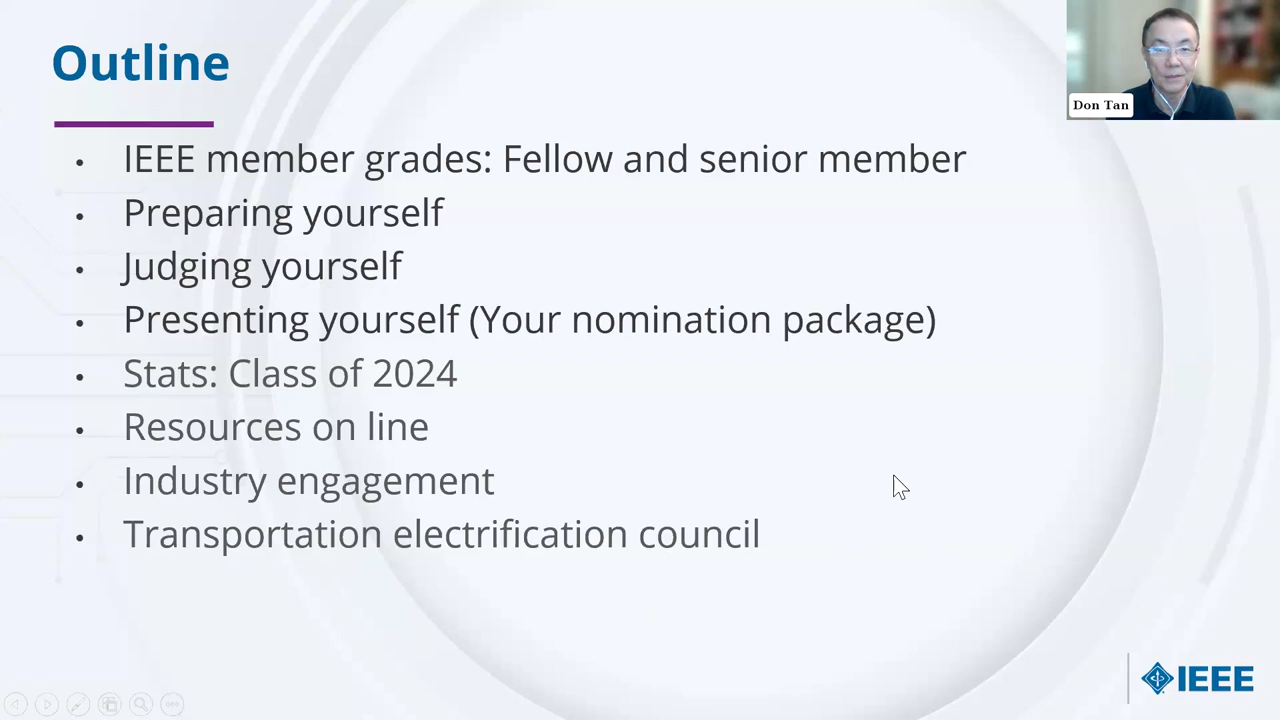 Outline
Don Tan
• IEEE member grades: Fellow and senior member
• Preparing yourself
• Judging yourself
• Presenting yourself (Your nomination package)
• Stats: Class of 2024
• Resources on line
• Industry engagement
• Transportation electrification council
IEEE